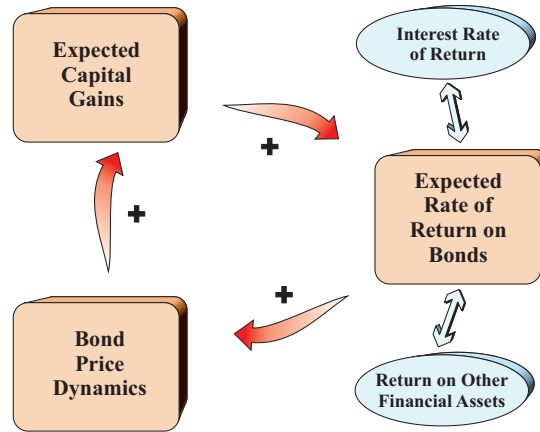 Expected
Capital
Gains
Interest Rate
of Return
+
Expected
Rate of
Return on
Bonds
+
+
Bond
Price
Dynamics
Return on Other
Financial Assets